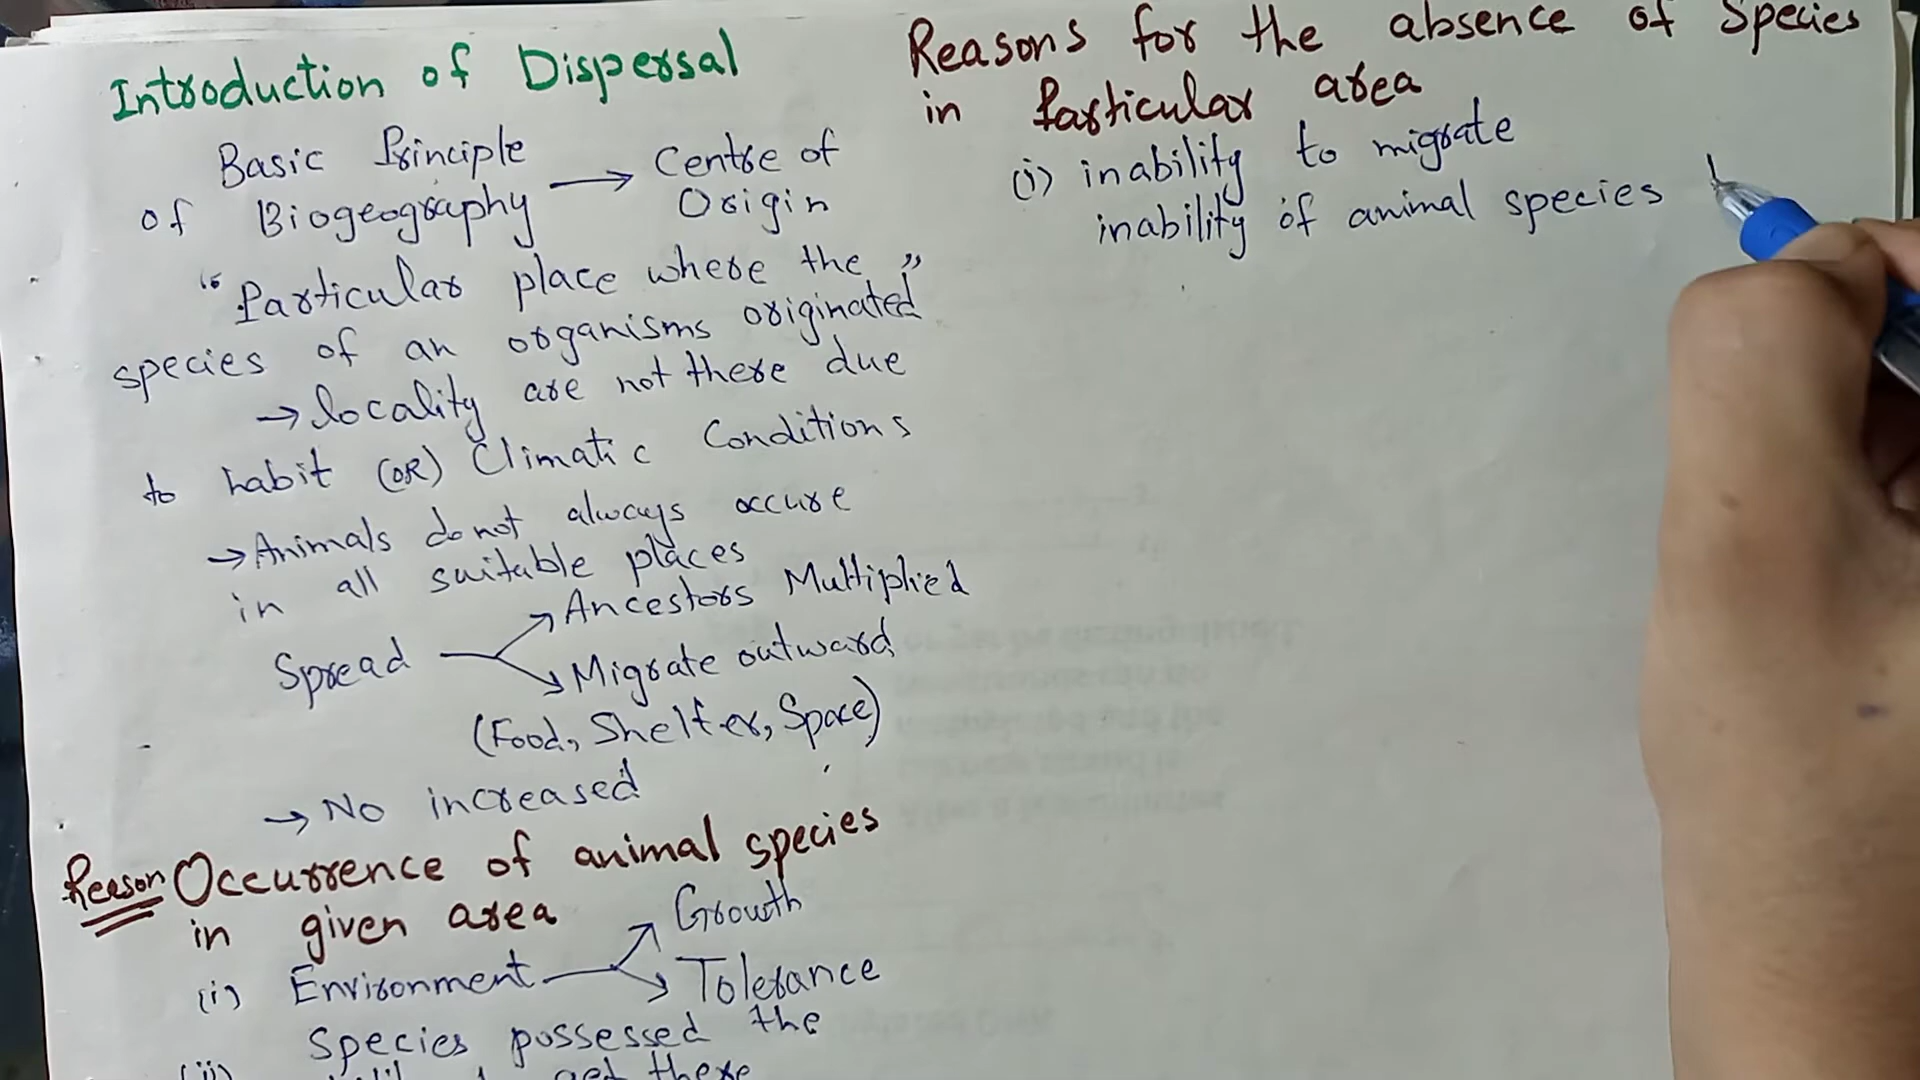 Introduction of Dispersal
Basic Principle
of Biogeography → Centre of
Origin
"Particular place where the"
species of an organisms originated
→ locality are not there due
to habit (OR) Climatic Conditions
→ Animals do not always occure
in all suitable places
Spread → Ancestors Multiplied
→ Migrate outward
(Food, Shelter, Space)
→ No increased
Reason Occurrence of animal species
in given area
(i) Environment → Growth
→ Tolerance
Species possessed the
(ii) get there
Reasons for the absence of Species
in Particular area
(i) inability to migrate
inability of animal species